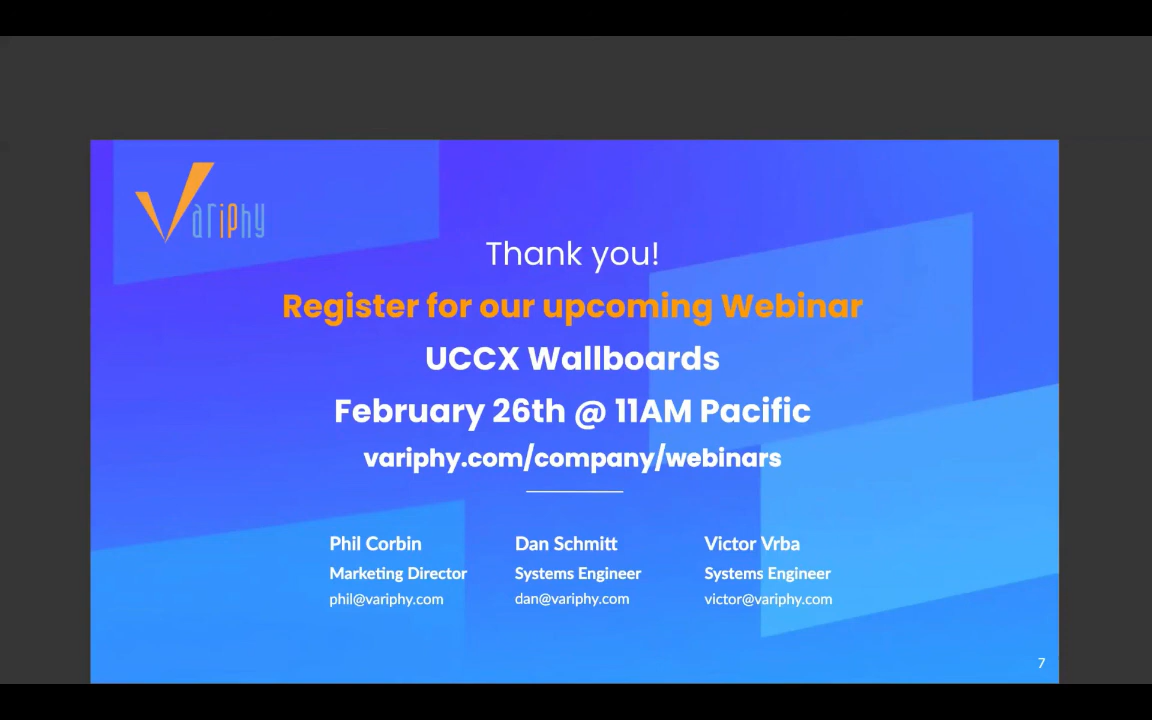 Variphy
Thank you!
Register for our upcoming Webinar
UCCX Wallboards
February 26th @ 11AM Pacific
variphy.com/company/webinars
Phil Corbin
Marketing Director
phil@variphy.com
Dan Schmitt
Systems Engineer
dan@variphy.com
Victor Vrba
Systems Engineer
victor@variphy.com
7